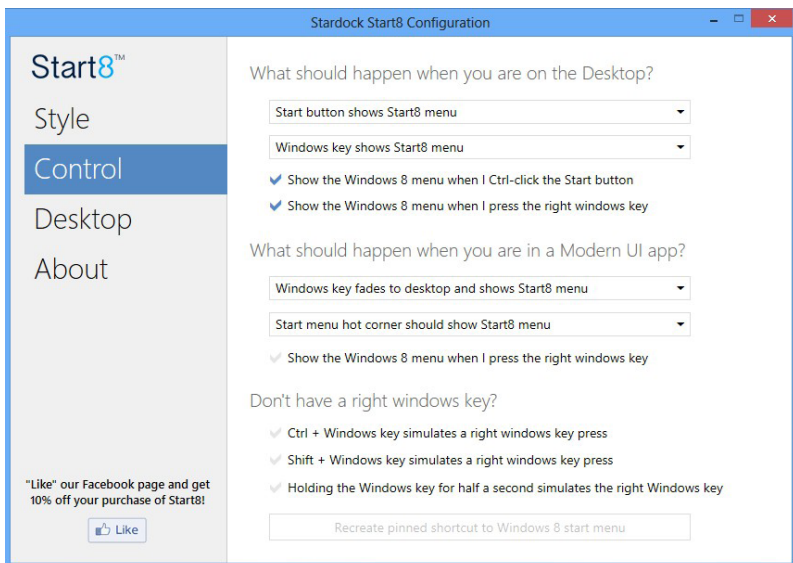 Stardock Start8 Configuration
Start8™
Style
Control
Desktop
About
"Like" our Facebook page and get
10% off your purchase of Start8!
Like
What should happen when you are on the Desktop?
Start button shows Start8 menu
Windows key shows Start8 menu
Show the Windows 8 menu when I Ctrl-click the Start button
Show the Windows 8 menu when I press the right windows key
What should happen when you are in a Modern UI app?
Windows key fades to desktop and shows Start8 menu
Start menu hot corner should show Start8 menu
Show the Windows 8 menu when I press the right windows key
Don't have a right windows key?
Ctrl + Windows key simulates a right windows key press
Shift + Windows key simulates a right windows key press
Holding the Windows key for half a second simulates the right Windows key
Recreate pinned shortcut to Windows 8 start menu